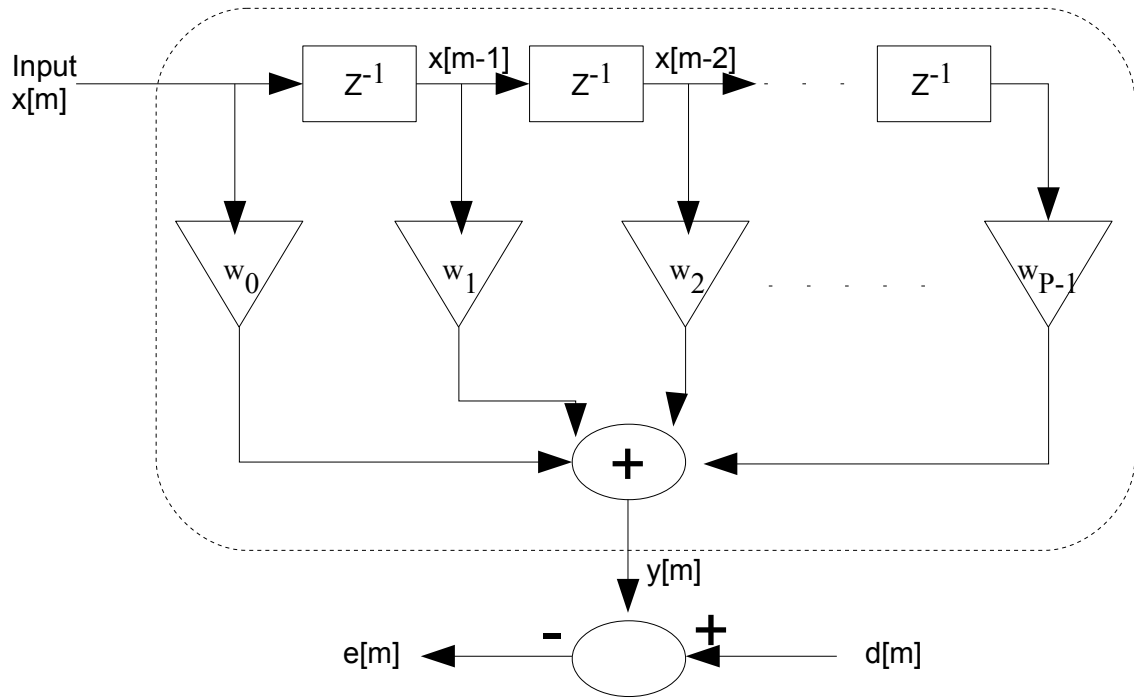 Input
x[m]
Z-1
x[m-1]
Z-1
x[m-2]
Z-1
w0
w1
w2
wP-1
+
y[m]
-
+
e[m]
d[m]